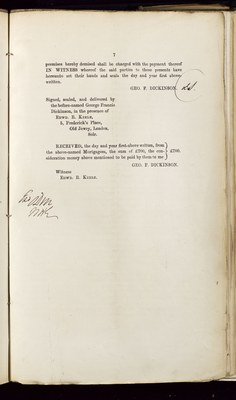 7
premises hereby demised shall be charged with the payment thereof
IN WITNESS whereof the said parties to these presents have
hereunto set their hands and seals the day and year first above
written.
GEO. F. DICKINSON.
Signed, sealed, and delivered by
the before-named George Francis
Dickinson, in the presence of
EDWD. R.
5, Frederick's Place,
Old Jewry, London,
Solr.
RECEIVED, the day and year first-above written, from
the above-named Mortgagees, the sum of £700, the con-
sideration money above mentioned to be paid by them to me
£700
GEO. F. DICKINSON.
Witness
EDWD. R.